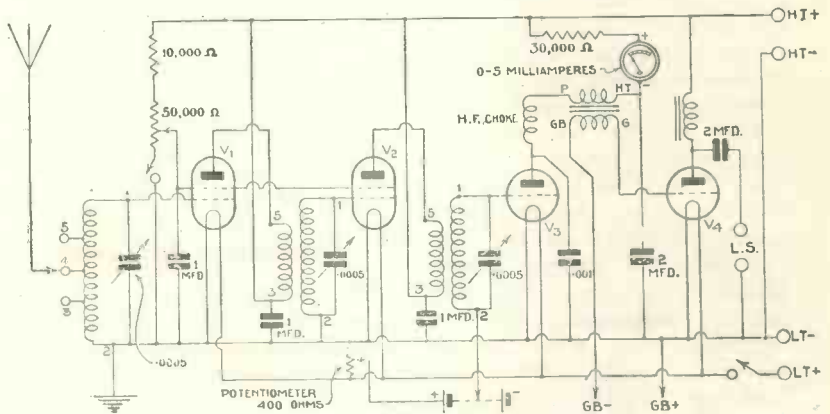 HT+
10,000 Ω
30,000 Ω
+
HT-
0-5 MILLIAMPERES
-
50,000 Ω
P
HT
H.F. CHOKE
GB
G
2 MFD.
V1
V2
V3
V4
1
1
1
5
4
3
5
5
1
MFD
.0005
.0005
.001
2
MFD.
L.S.
3
3
1
MFD.
2
1 MFD.
2
2
LT-
.0005
POTENTIOMETER
400 OHMS
+
+
-
LT+
GB-
GB+